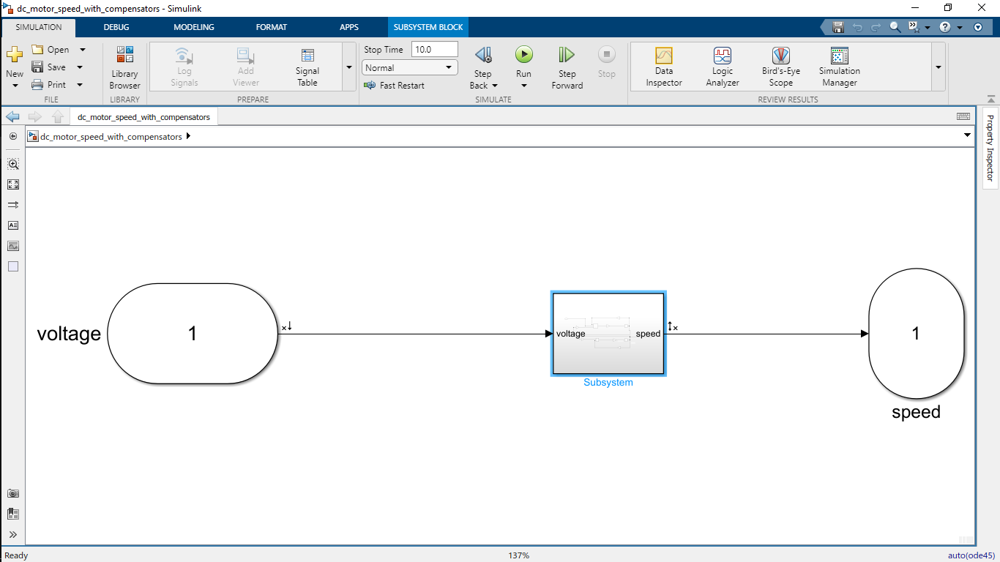 dc_motor_speed_with_compensators - Simulink
SIMULATION DEBUG MODELING FORMAT APPS SUBSYSTEM BLOCK
New
Open
Save
Print
FILE
Library
Browser
LIBRARY
Log
Signals
Add
Viewer
Signal
Table
PREPARE
Stop Time 10.0
Normal
Fast Restart
Step
Back
Run
Step
Forward
Stop
SIMULATE
Data
Inspector
Logic
Analyzer
Bird's-Eye
Scope
Simulation
Manager
REVIEW RESULTS
dc_motor_speed_with_compensators
dc_motor_speed_with_compensators
Property Inspector
voltage
1
voltage speed
Subsystem
1
speed
Ready 137% auto(ode45)